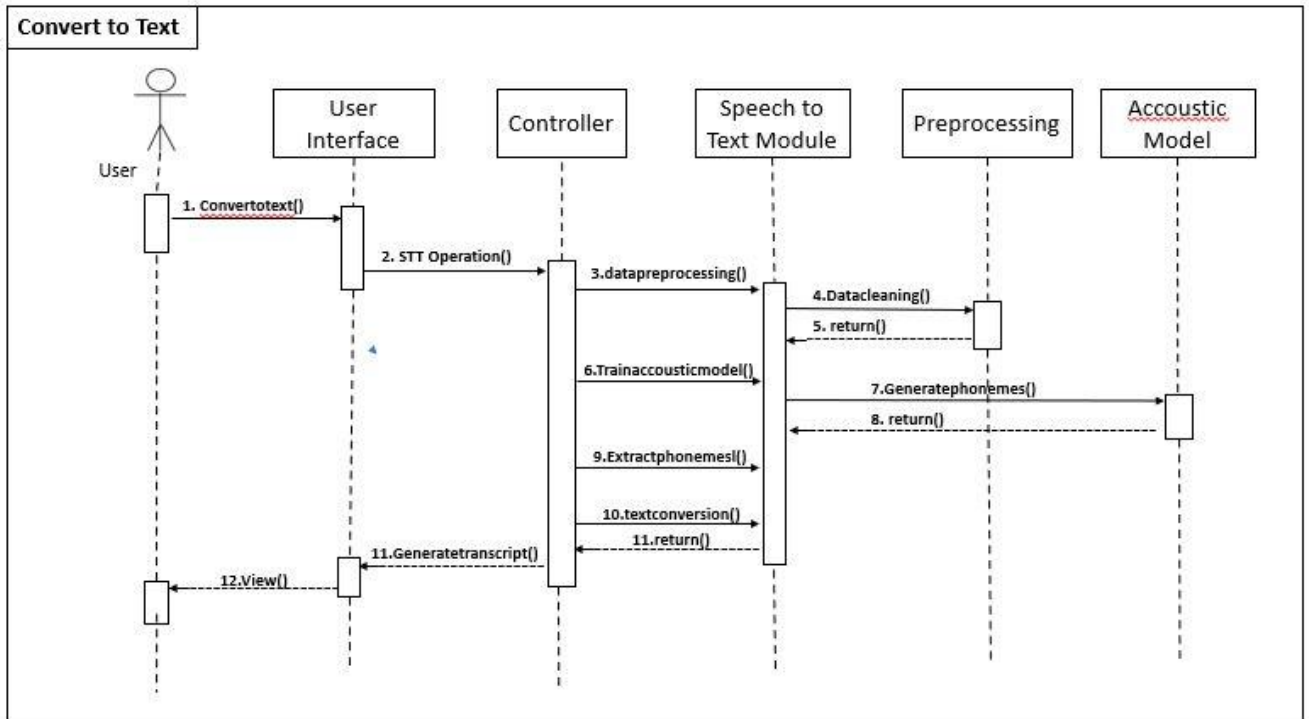 Convert to Text
User
User
Interface
Controller
Speech to
Text Module
Preprocessing
Accoustic
Model
1. Convertotext()
2. STT Operation()
3.datapreprocessing()
4.Datacleaning()
5. return()
6.Trainaccousticmodel()
7.Generatephonemes()
8. return()
9.Extractphonemesl()
10.textconversion()
11.return()
11.Generatetranscript()
12.View()